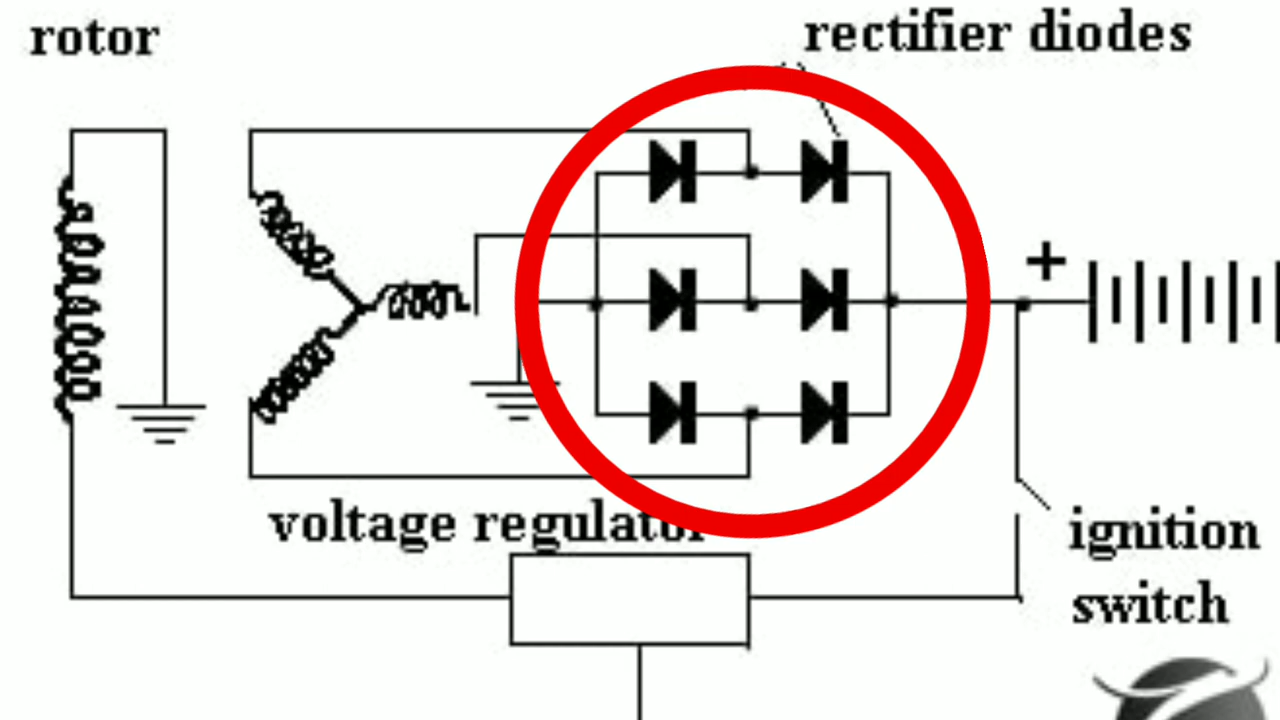 rotor
rectifier diodes
+
voltage regulator
ignition
switch